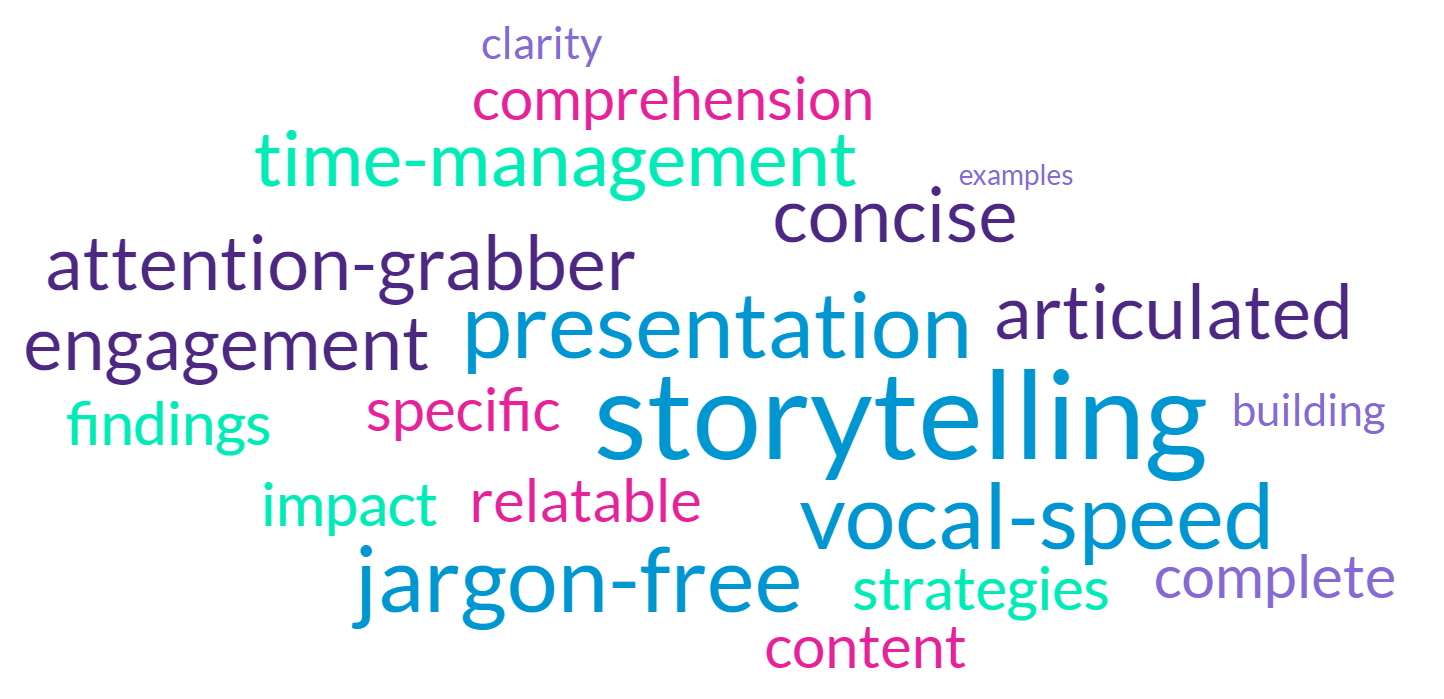 clarity
comprehension
time-management
examples
concise
attention-grabber
presentation
articulated
engagement
findings
specific
storytelling
building
impact
relatable
vocal-speed
jargon-free
strategies
complete
content